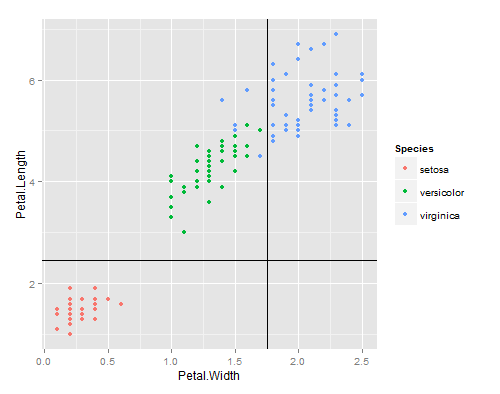 Petal.Length
6
4
2
0.0 0.5 1.0 1.5 2.0 2.5
Petal.Width
Species
setosa
versicolor
virginica